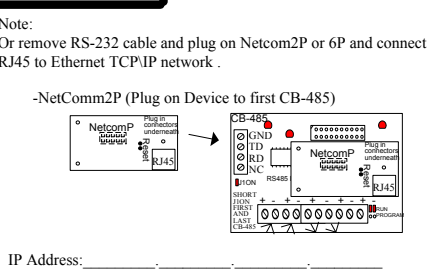 Note:
Or remove RS-232 cable and plug on Netcom2P or 6P and connect
RJ45 to Ethernet TCP\IP network .
-NetComm2P (Plug on Device to first CB-485)
NetcomP
Plug in
connectors
underneath
Reset
RJ45
CB-485
GND
TD
RD
NC
J1ON
RS485
NetcomP
Plug in
connectors
underneath
Reset
RJ45
SHORT
J1ON
FIRST
AND
LAST
CB-485
+ - + - + - + -
RUN
PROGRAM
IP Address:________.________.________.________